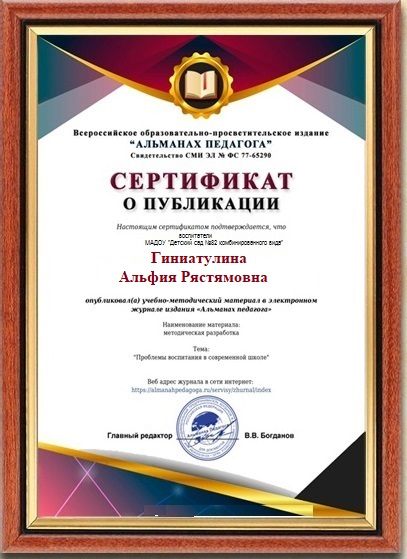 Всероссийское образовательно-просветительское издание
“АЛЬМАНАХ ПЕДАГОГА”
Свидетельство СМИ ЭЛ № ФС 77-65290
СЕРТИФИКАТ
О ПУБЛИКАЦИИ
Настоящим сертификатом подтверждается, что
воспитатели
МАДОУ "Детский сад №82 комбинированного вида"
Гиниатулина
Альфия Рястямовна
опубликовал(а) учебно-методический материал в электронном
журнале издания «Альманах педагога»
Наименование материала:
методическая разработка
Тема:
"Проблемы воспитания в современной школе"
Веб адрес журнала в сети интернет:
https://almanahpedagoga.ru/servisy/zhurnal/index
Альманах Педагога
Главный редактор
В.В. Богданов